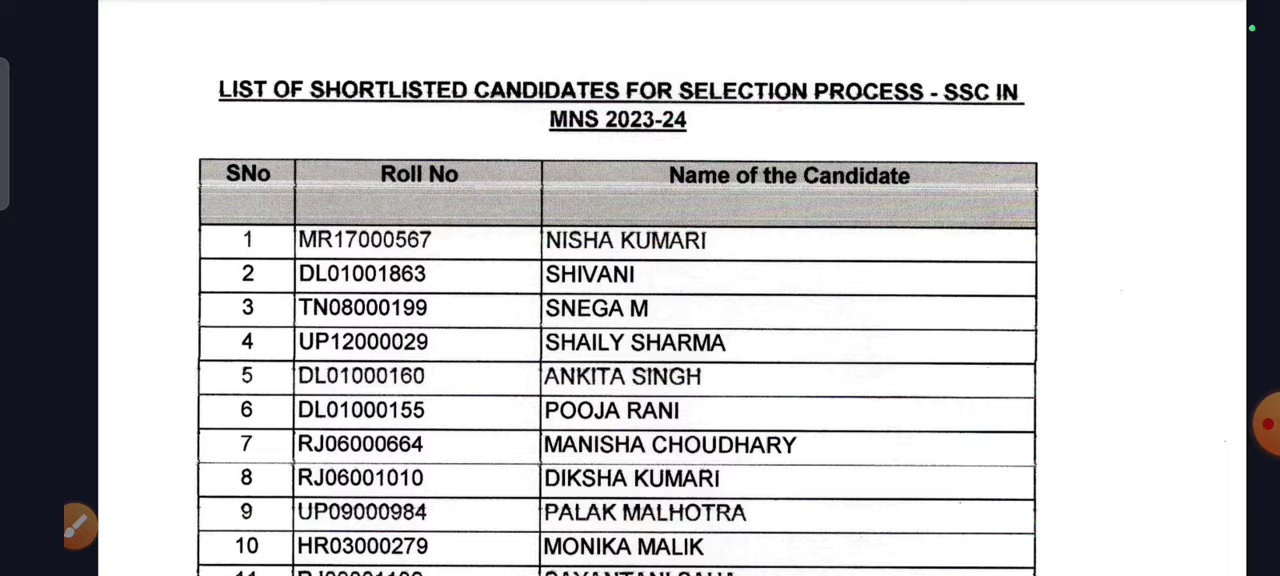 LIST OF SHORTLISTED CANDIDATES FOR SELECTION PROCESS - SSC IN
MNS 2023-24
SNo Roll No Name of the Candidate
1 MR17000567 NISHA KUMARI
2 DL01001863 SHIVANI
3 TN08000199 SNEGA M
4 UP12000029 SHAILY SHARMA
5 DL01000160 ANKITA SINGH
6 DL01000155 POOJA RANI
7 RJ06000664 MANISHA CHOUDHARY
8 RJ06001010 DIKSHA KUMARI
9 UP09000984 PALAK MALHOTRA
10 HR03000279 MONIKA MALIK